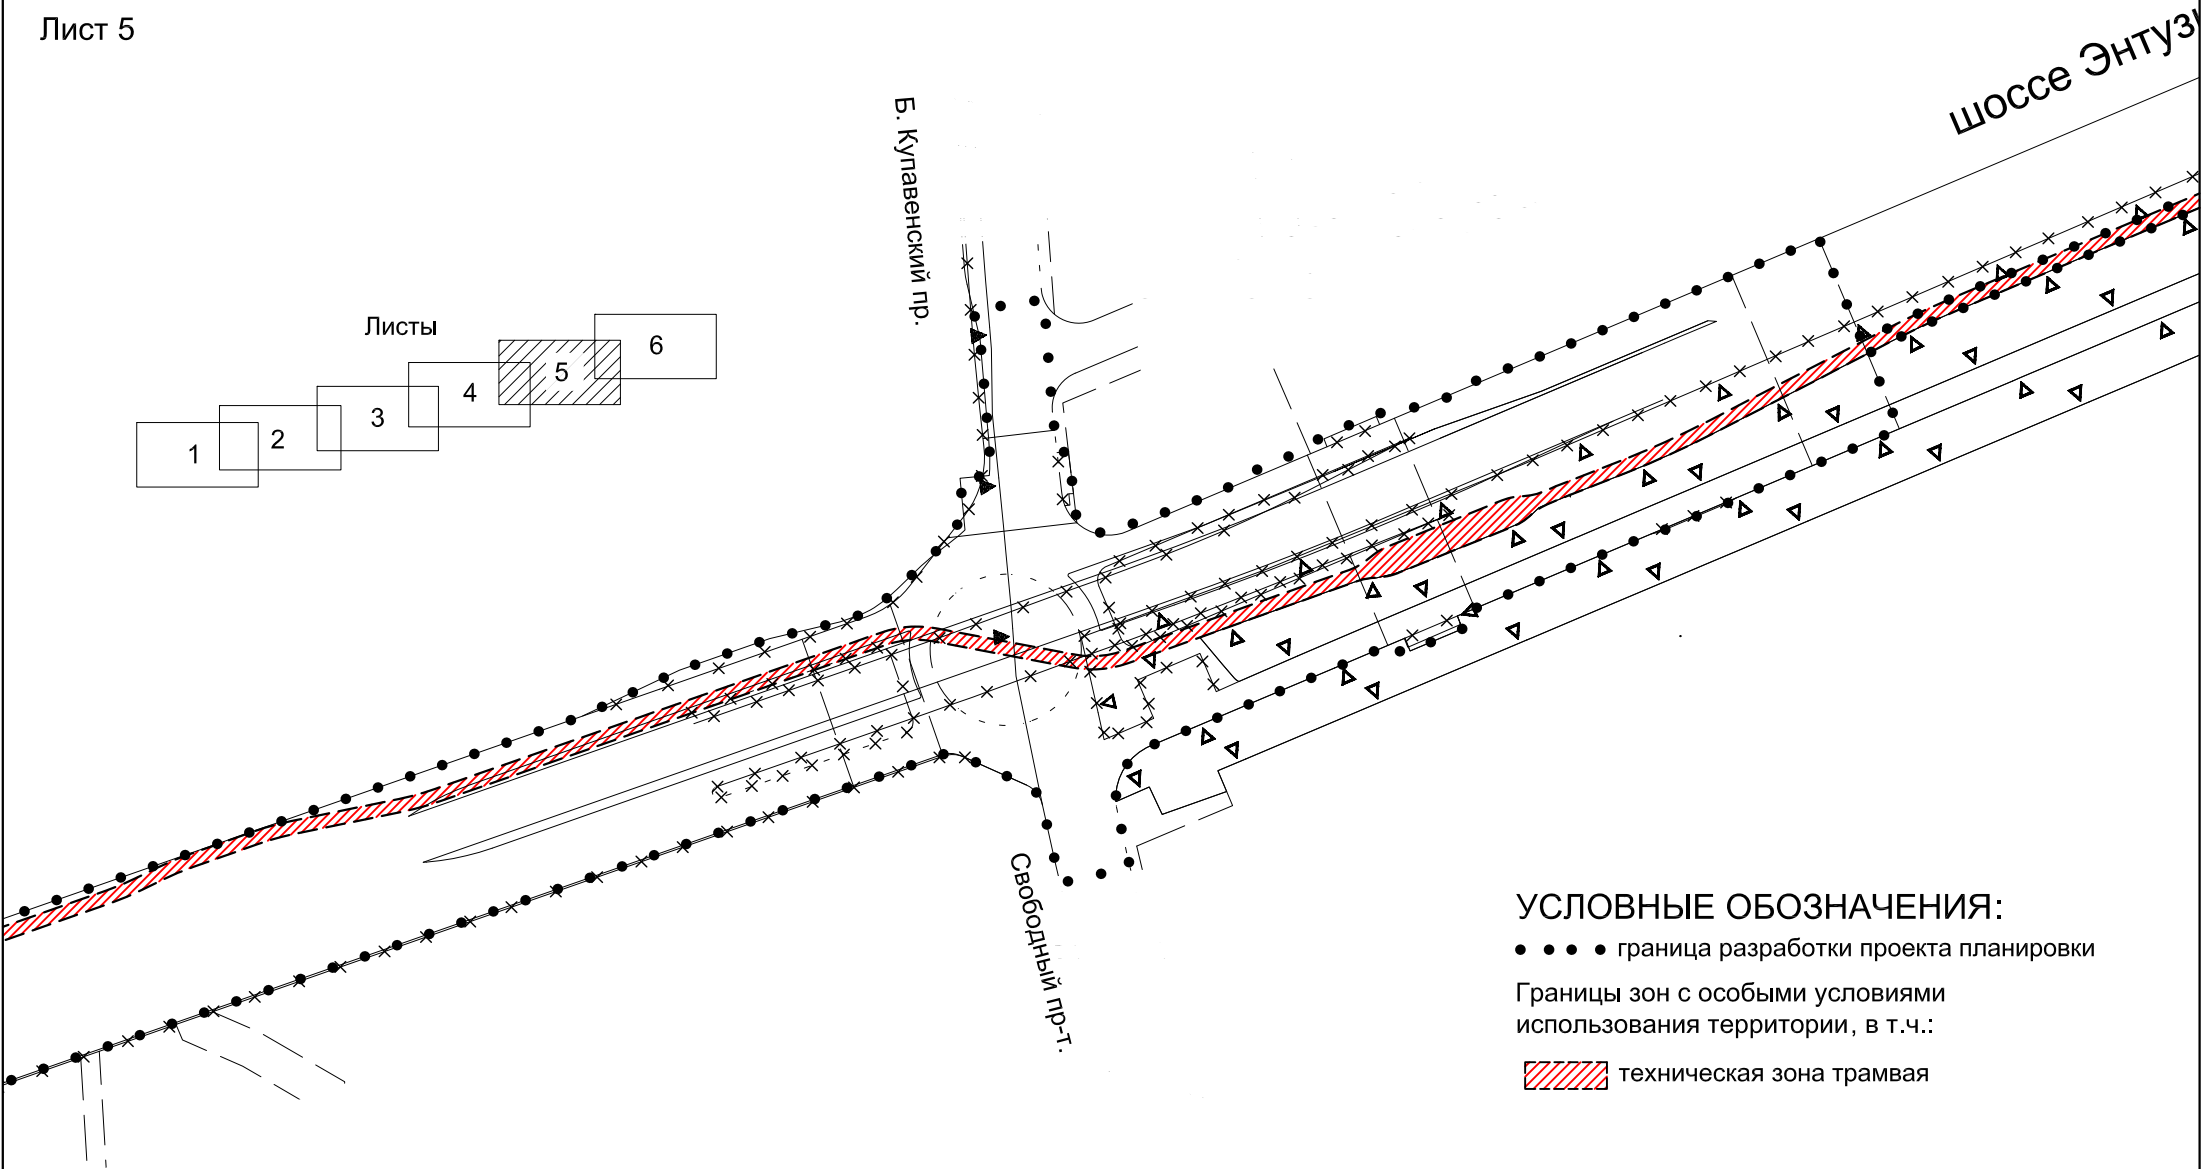 Лист 5
шоссе Энтузи
Б. Купавенский пр.
Листы
1
2
3
4
5
6
Свободный пр-т.
УСЛОВНЫЕ ОБОЗНАЧЕНИЯ:
граница разработки проекта планировки
Границы зон с особыми условиями
использования территории, в т.ч.:
техническая зона трамвая